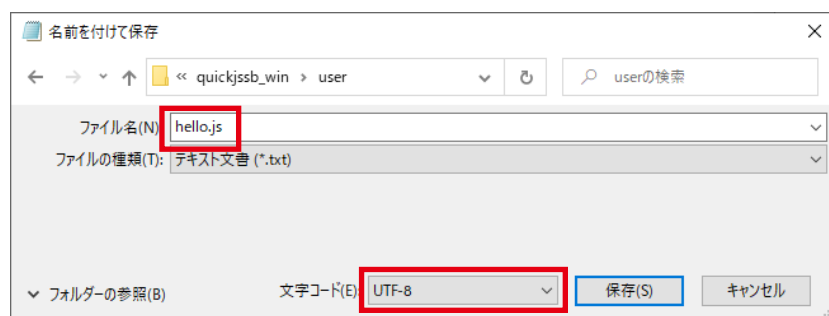 名前を付けて保存
« quickjssb_win › user
userの検索
ファイル名(N)
hello.js
ファイルの種類(T): テキスト文書 (*.txt)
フォルダーの参照(B)
文字コード(E):
UTF-8
保存(S)
キャンセル